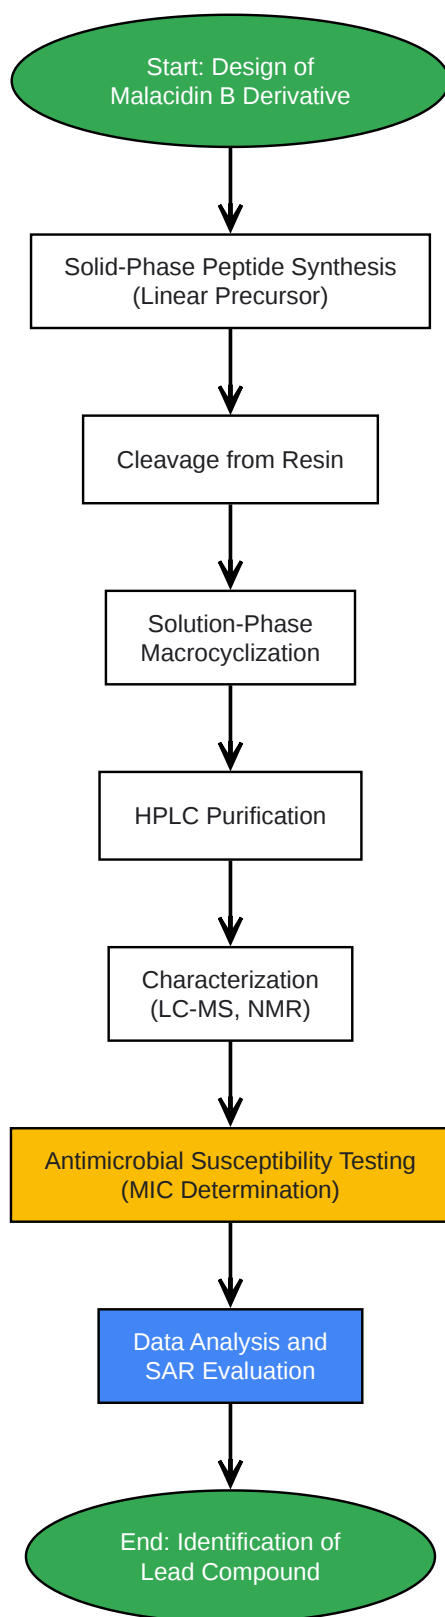 Start: Design of
Malacidin B Derivative
Solid-Phase Peptide Synthesis
(Linear Precursor)
Cleavage from Resin
Solution-Phase
Macrocyclization
HPLC Purification
Characterization
(LC-MS, NMR)
Antimicrobial Susceptibility Testing
(MIC Determination)
Data Analysis and
SAR Evaluation
End: Identification of
Lead Compound